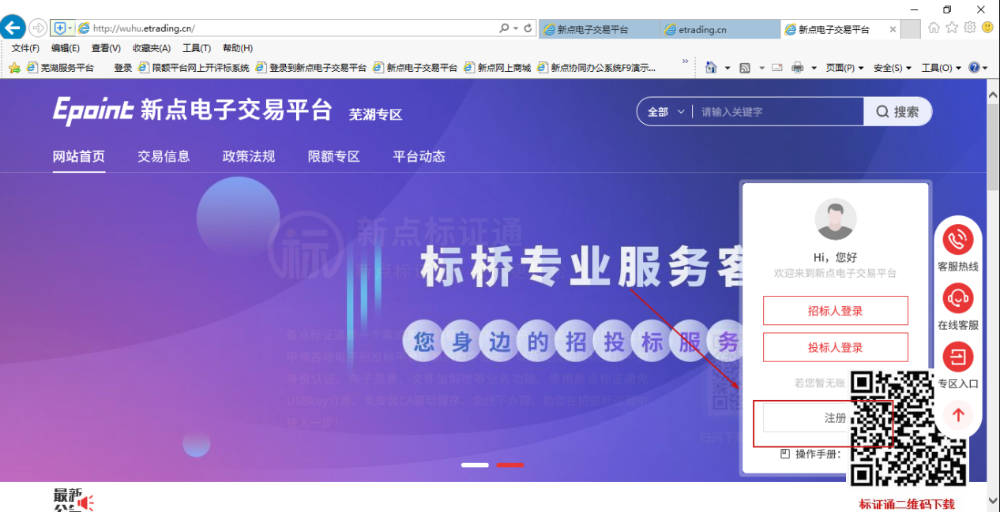 http://wuhu.etrading.cn/
新点电子交易平台
etrading.cn
新点电子交易平台
文件(F) 编辑(E) 查看(V) 收藏夹(A) 工具(T) 帮助(H)
芜湖服务平台 登录 限额平台网上开评标系统 登录到新点电子交易平台 新点电子交易平台 新点网上商城 新点协同办公系统F9演示... 页面(P) 安全(S) 工具(O)
Epoint 新点电子交易平台 芜湖专区
全部 请输入关键字 搜索
网站首页 交易信息 政策法规 限额专区 平台动态
标 新点标证通
标桥专业服务客
您身边的招投标服务
Hi，您好
欢迎来到新点电子交易平台
招标人登录
投标人登录
若您暂无账
注册
操作手册：
客服热线
在线客服
专区入口
标证通二维码下载
最新